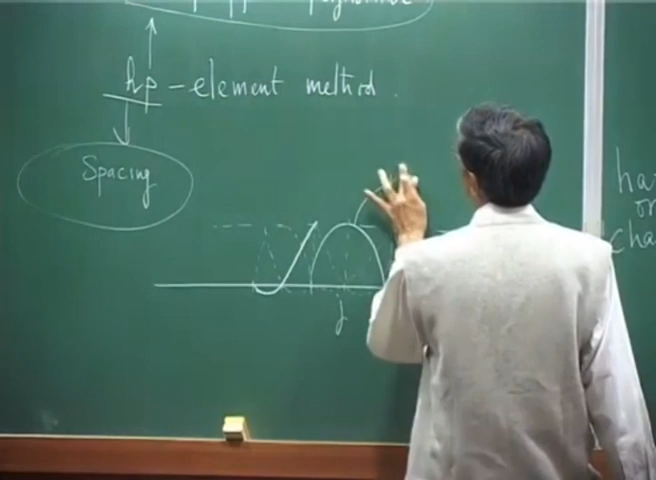 hp - element method
Spacing
j
ha
or
cha